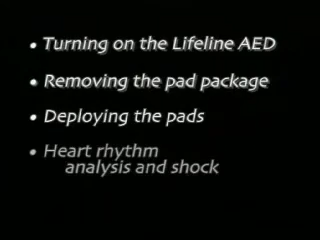 • Turning on the Lifeline AED
• Removing the pad package
• Deploying the pads
• Heart rhythm
analysis and shock